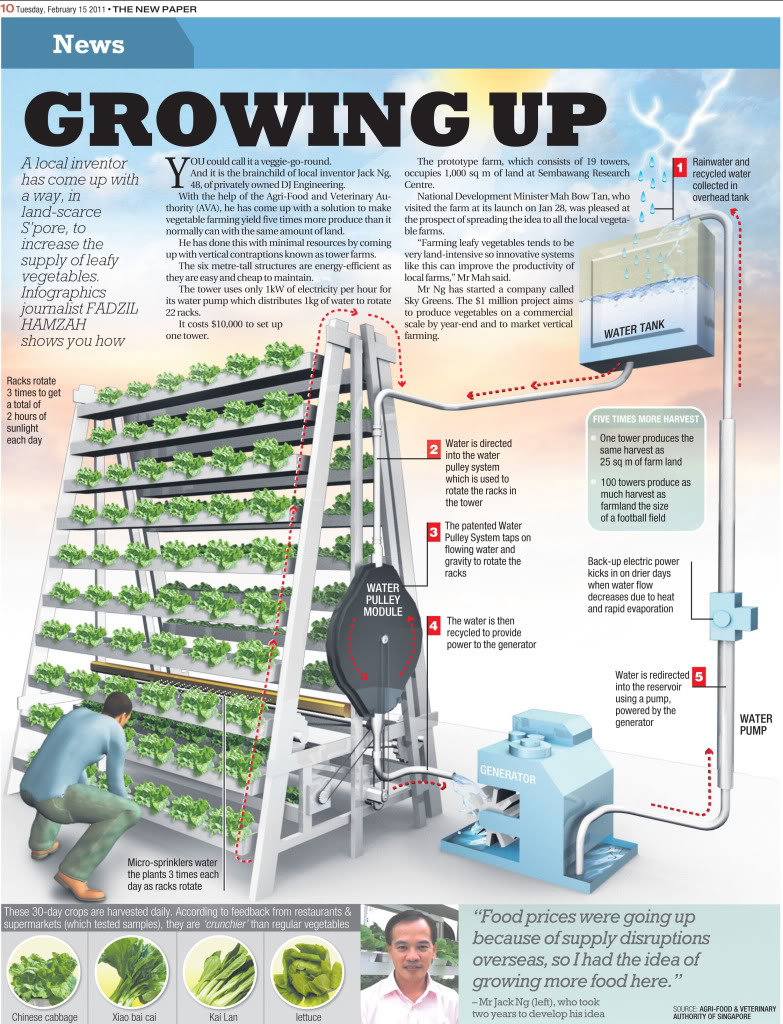 10 Tuesday, February 15 2011 • THE NEW PAPER
News
GROWING UP
A local inventor
has come up with
a way, in
land-scarce
S'pore, to
increase the
supply of leafy
vegetables.
Infographics
journalist FADZIL
HAMZAH
shows you how
YOU could call it a veggie-go-round.
And it is the brainchild of local inventor Jack Ng,
48, of privately owned DJ Engineering.
With the help of the Agri-Food and Veterinary Au-
thority (AVA), he has come up with a solution to make
vegetable farming yield five times more produce than it
normally can with the same amount of land.
He has done this with minimal resources by coming
up with vertical contraptions known as tower farms.
The six metre-tall structures are energy-efficient as
they are easy and cheap to maintain.
The tower uses only 1kW of electricity per hour for
its water pump which distributes 1kg of water to rotate
22 racks.
It costs $10,000 to set up
one tower.
The prototype farm, which consists of 19 towers,
occupies 1,000 sq m of land at Sembawang Research
Centre.
National Development Minister Mah Bow Tan, who
visited the farm at its launch on Jan 28, was pleased at
the prospect of spreading the idea to all the local vegeta-
ble farms.
“Farming leafy vegetables tends to be
very land-intensive so innovative systems
like this can improve the productivity of
local farms,” Mr Mah said.
Mr Ng has started a company called
Sky Greens. The $1 million project aims
to produce vegetables on a commercial
scale by year-end and to market vertical
farming.
1
Rainwater and
recycled water
collected in
overhead tank
WATER TANK
Racks rotate
3 times to get
a total of
2 hours of
sunlight
each day
FIVE TIMES MORE HARVEST
One tower produces the
same harvest as
25 sq m of farm land
100 towers produce as
much harvest as
farmland the size
of a football field
2
Water is directed
into the water
pulley system
which is used to
rotate the racks in
the tower
3
The patented Water
Pulley System taps on
flowing water and
gravity to rotate the
racks
WATER
PULLEY
MODULE
4
The water is then
recycled to provide
power to the generator
Back-up electric power
kicks in on drier days
when water flow
decreases due to heat
and rapid evaporation
5
Water is redirected
into the reservoir
using a pump,
powered by the
generator
WATER
PUMP
GENERATOR
Micro-sprinklers water
the plants 3 times each
day as racks rotate
These 30-day crops are harvested daily. According to feedback from restaurants &
supermarkets (which tested samples), they are ‘crunchier’ than regular vegetables
Chinese cabbage
Xiao bai cai
Kai Lan
lettuce
“Food prices were going up
because of supply disruptions
overseas, so I had the idea of
growing more food here.”
– Mr Jack Ng (left), who took
two years to develop his idea
SOURCE: AGRI-FOOD & VETERINARY
AUTHORITY OF SINGAPORE